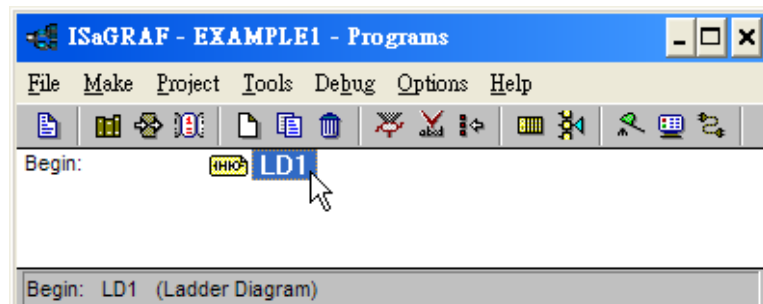 ISaGRAF - EXAMPLE1 - Programs
File Make Project Tools Debug Options Help
Begin: LD1
Begin: LD1 (Ladder Diagram)